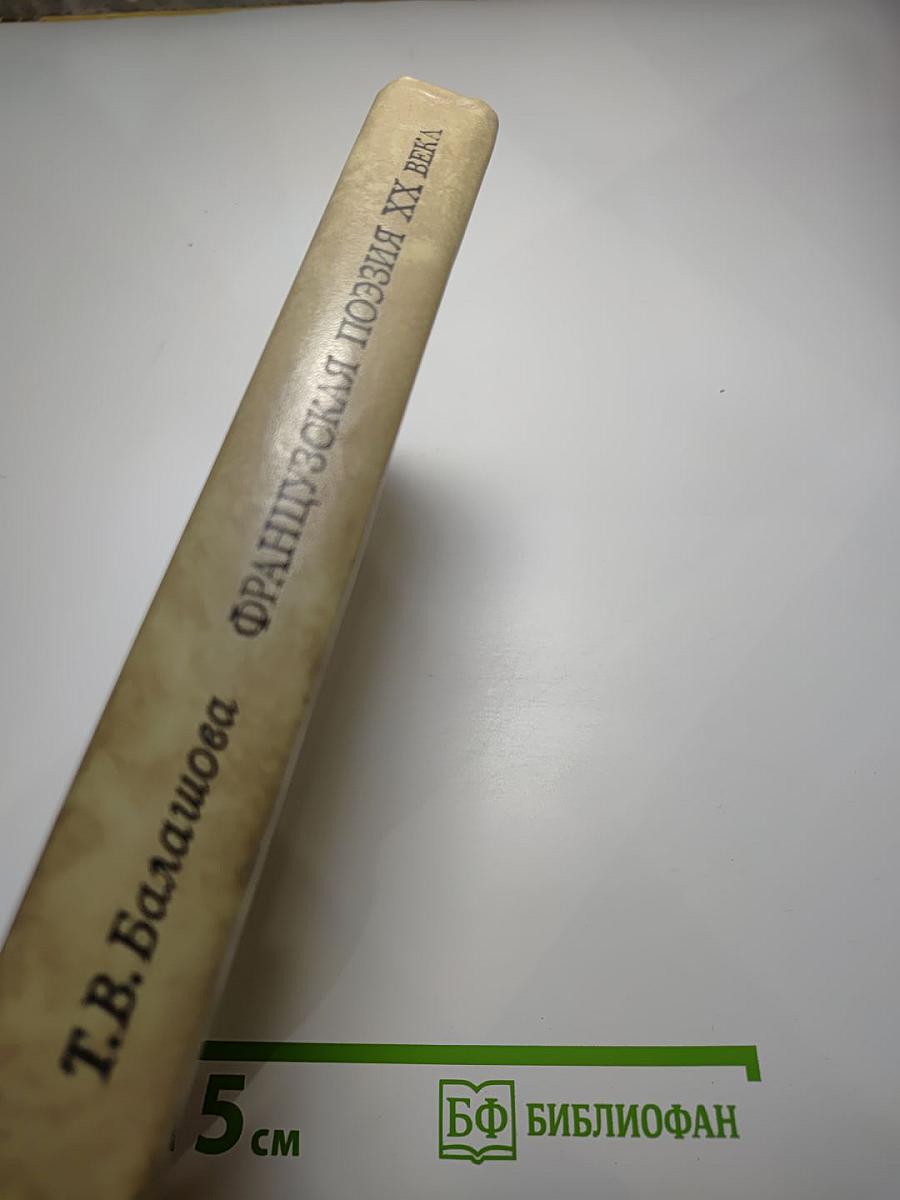 Т.В. Балашова ФРАНЦУЗСКАЯ ПОЭЗИЯ XX ВЕКА
5 см
БФ БИБЛИОФАН